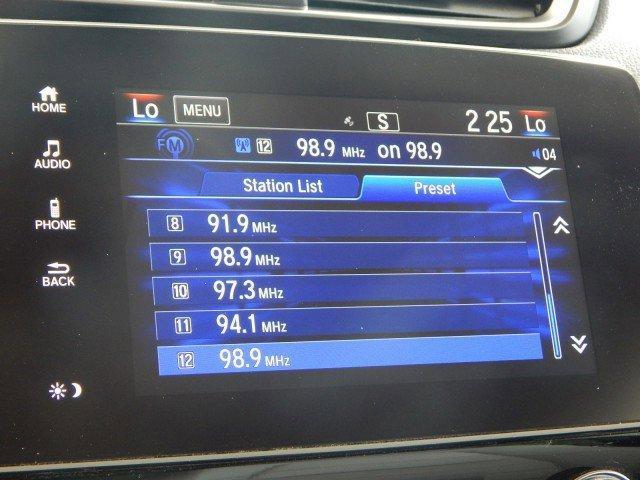 HOME
AUDIO
PHONE
BACK
Lo MENU S 2 25 Lo
FM 12 98.9 MHz on 98.9 04
Station List Preset
8 91.9 MHz
9 98.9 MHz
10 97.3 MHz
11 94.1 MHz
12 98.9 MHz